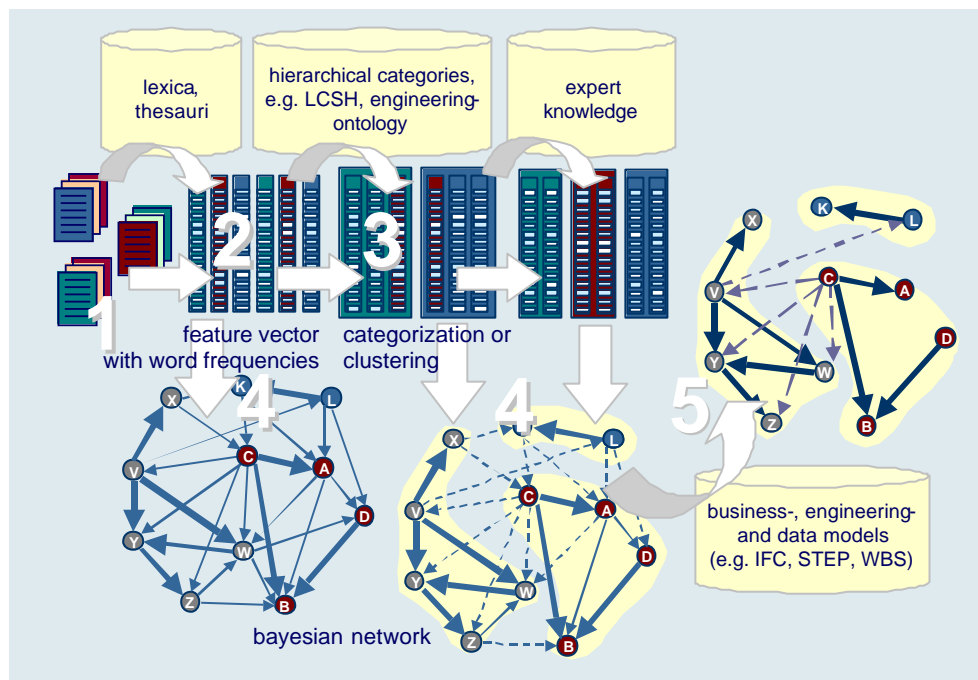 lexica,
thesauri
hierarchical categories,
e.g. LCSH, engineering-
ontology
expert
knowledge
1
2
3
feature vector
with word frequencies
categorization or
clustering
4
K
L
X
C
A
V
D
Y
W
Z
B
bayesian network
4
X
L
C
A
V
D
Y
W
Z
B
5
K
L
X
C
A
V
D
Y
W
Z
B
business-, engineering-
and data models
(e.g. IFC, STEP, WBS)